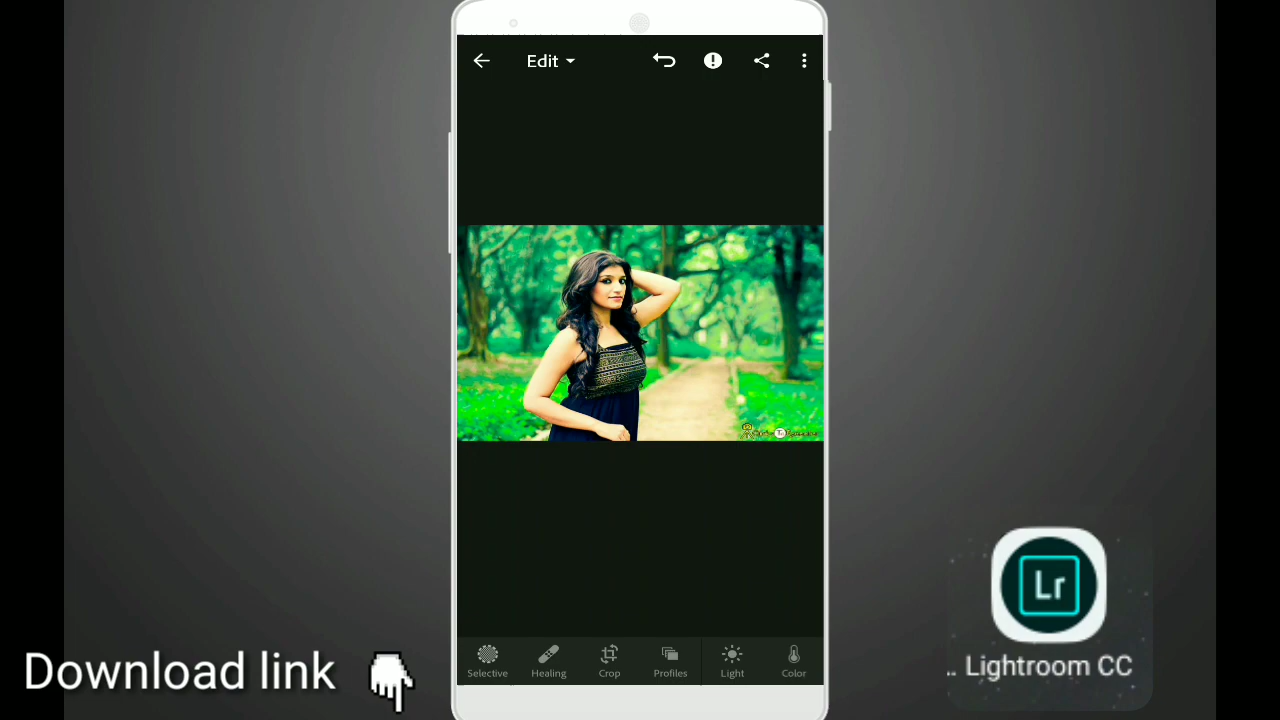 Edit
Selective
Healing
Crop
Profiles
Light
Color
Download link
Lr
.. Lightroom CC